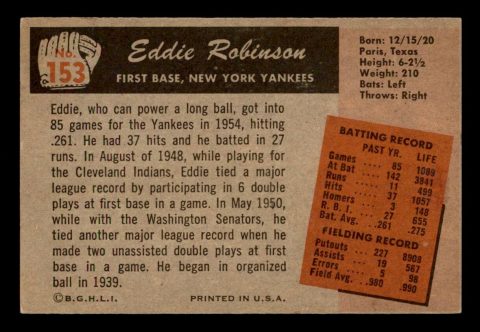 No.
153
Eddie Robinson
FIRST BASE, NEW YORK YANKEES
Born: 12/15/20
Paris, Texas
Height: 6-2½
Weight: 210
Bats: Left
Throws: Right
Eddie, who can power a long ball, got into
85 games for the Yankees in 1954, hitting
.261. He had 37 hits and he batted in 27
runs. In August of 1948, while playing for
the Cleveland Indians, Eddie tied a major
league record by participating in 6 double
plays at first base in a game. In May 1950,
while with the Washington Senators, he
tied another major league record when he
made two unassisted double plays at first
base in a game. He began in organized
ball in 1939.
BATTING RECORD
PAST YR. LIFE
Games 85 1089
At Bat 142 3841
Runs 11 499
Hits 37 1057
Homers 3 148
R. B. I. 27 655
Bat. Avg. .261 .275
FIELDING RECORD
Putouts 227 8908
Assists 19 567
Errors 5 98
Field Avg. .980 .990
©B.G.H.L.I. PRINTED IN U.S.A.